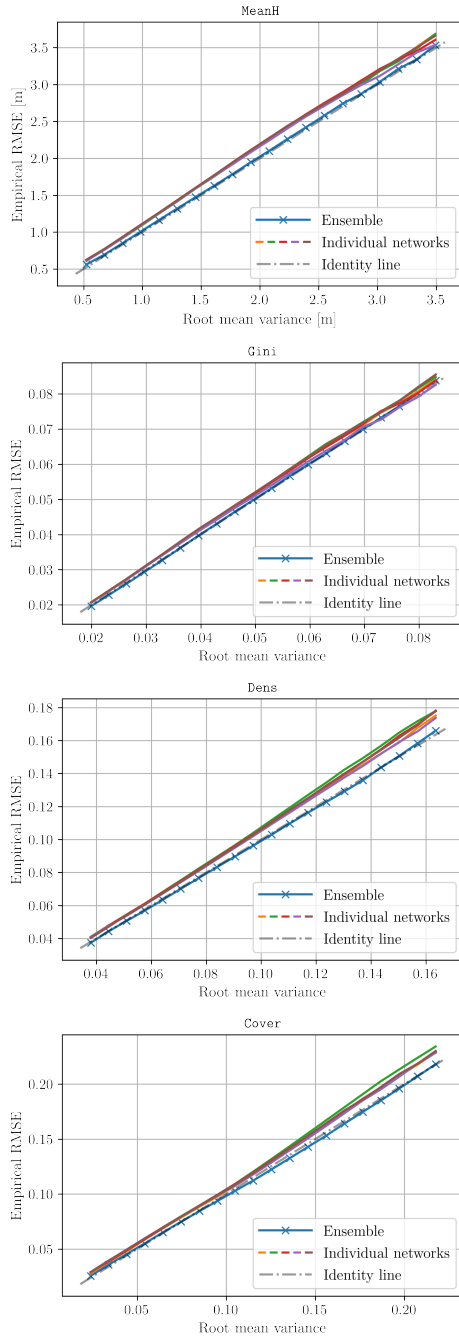 MeanH
3.5
3.0
2.5
2.0
1.5
1.0
0.5
Empirical RMSE [m]
Ensemble
Individual networks
Identity line
0.5 1.0 1.5 2.0 2.5 3.0 3.5
Root mean variance [m]
Gini
0.08
0.07
0.06
0.05
0.04
0.03
0.02
Empirical RMSE
Ensemble
Individual networks
Identity line
0.02 0.03 0.04 0.05 0.06 0.07 0.08
Root mean variance
Dens
0.18
0.16
0.14
0.12
0.10
0.08
0.06
0.04
Empirical RMSE
Ensemble
Individual networks
Identity line
0.04 0.06 0.08 0.10 0.12 0.14 0.16
Root mean variance
Cover
0.20
0.15
0.10
0.05
Empirical RMSE
Ensemble
Individual networks
Identity line
0.05 0.10 0.15 0.20
Root mean variance